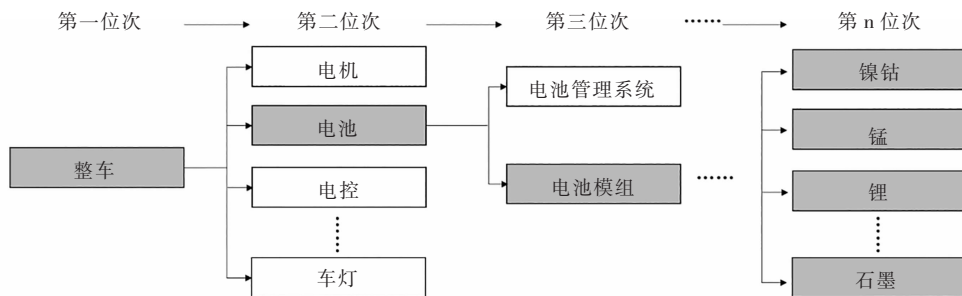 第一位次 第二位次 第三位次 …… 第 n 位次
电机 镍钴
电池管理系统
电池 锰
整车 电控 电池模组 …… 锂
车灯 石墨